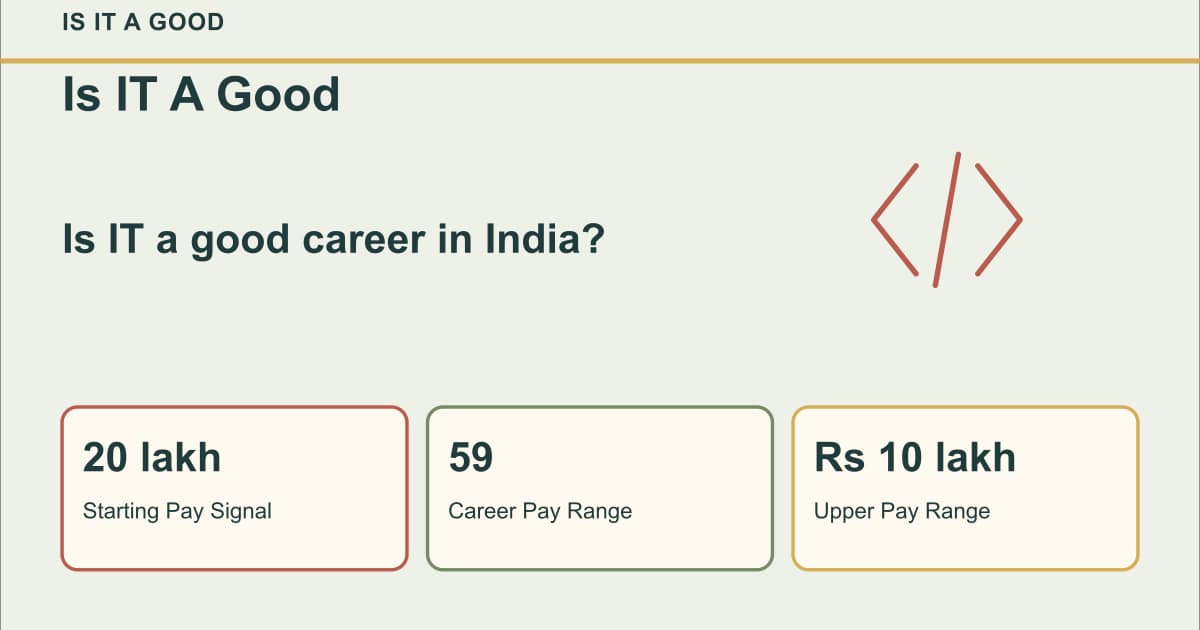 IS IT A GOOD
Is IT A Good
Is IT a good career in India?
20 lakh
Starting Pay Signal
59
Career Pay Range
Rs 10 lakh
Upper Pay Range